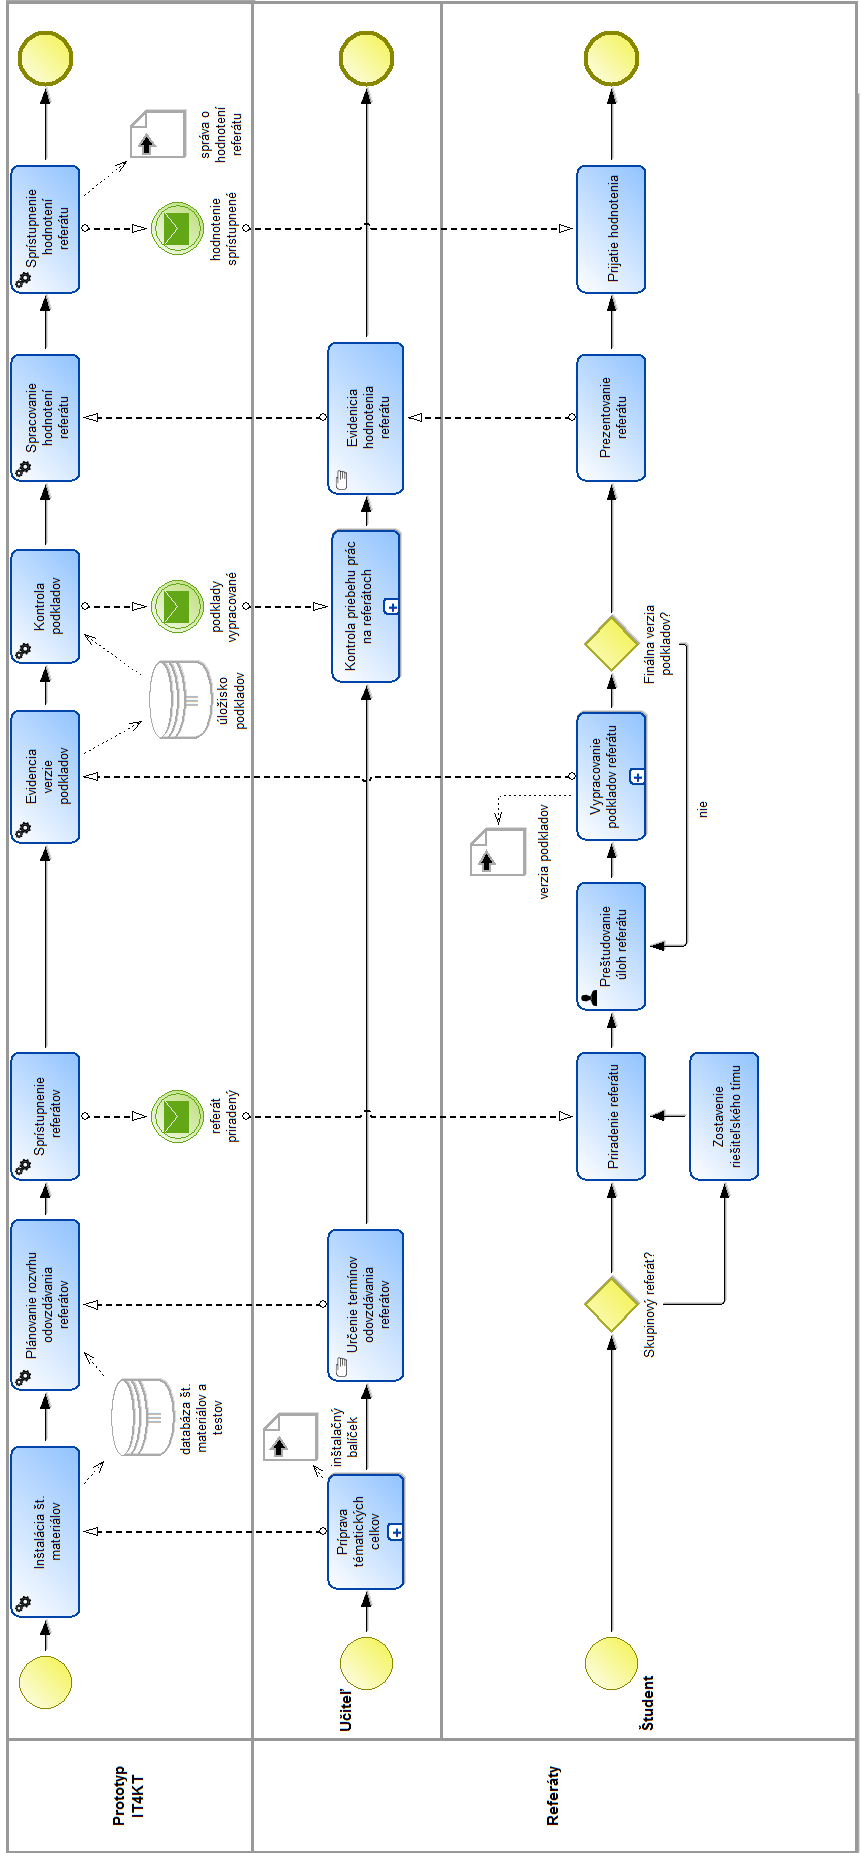 Prototyp
IT4KT
Inštalácia št.
materiálov
databáza št.
materiálov a
testov
Plánovanie rozvrhu
odovzdávania
referátov
Sprístupnenie
referátov
referát
priradený
Evidencia
verzie
podkladov
úložisko
podkladov
Kontrola
podkladov
podklady
vypracované
Spracovanie
hodnotení
referátu
Sprístupnenie
hodnotení
referátu
hodnotenie
sprístupnené
správa o
hodnotení
referátu
Referáty
Učiteľ
Príprava
tématických
celkov
inštalačný
balíček
Určenie termínov
odovzdávania
referátov
Kontrola priebehu prác
na referátoch
Evidenicia
hodnotenia
referátu
Študent
Skupinový referát?
Zostavenie
riešiteľského tímu
Priradenie referátu
Preštudovanie
úloh referátu
verzia podkladov
Vypracovanie
podkladov referátu
Finálna verzia
podkladov?
nie
Prezentovanie
referátu
Prijatie hodnotenia